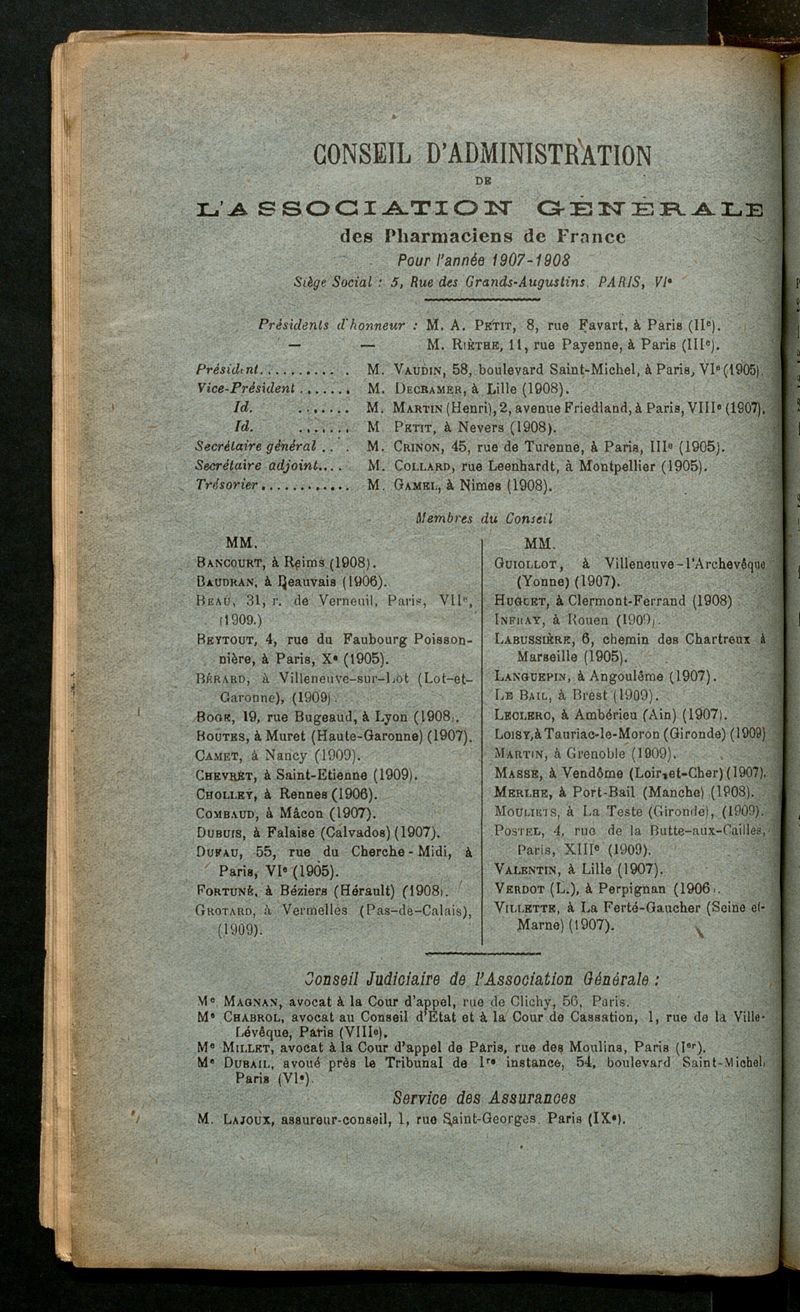 CONSEIL D'ADMINISTRATION
DE
L'ASSOCIATION GÉNÉRALE
des Pharmaciens de France
Pour l'année 1907-1908
Siège Social : 5, Rue des Grands-Augustins. PARIS, VIe
Présidents d'honneur : M. A. PETIT, 8, rue Favart, à Paris (IIe).
— — M. RIÈTHE, 11, rue Payenne, à Paris (IIIe).
Président.......... . M. VAUDIN, 58, boulevard Saint-Michel, à Paris, VIe (1905).
Vice-Président ....... M. DECRAMER, à Lille (1908).
Id. ....... M. MARTIN (Henri), 2, avenue Friedland, à Paris, VIIIe (1907).
Id. ....... M PETIT, à Nevers (1908).
Secrétaire général .. . M. CRINON, 45, rue de Turenne, à Paris, IIIe (1905).
Secrétaire adjoint.... M. COLLARD, rue Leenhardt, à Montpellier (1905).
Trésorier............ M. GAMEL, à Nimes (1908).
Membres du Conseil
MM.
BANCOURT, à Reims (1908).
BAUDRAN, à Beauvais (1906).
BEAU, 31, r. de Verneuil, Paris, VIIe,
(1909.)
BEYTOUT, 4, rue du Faubourg Poisson-
nière, à Paris, Xe (1905).
BÉRARD, à Villeneuve-sur-Lot (Lot-et-
Garonne), (1909).
BOGE, 19, rue Bugeaud, à Lyon (1908).
BOUTES, à Muret (Haute-Garonne) (1907).
CAMET, à Nancy (1909).
CHEVRET, à Saint-Etienne (1909).
CHOLLET, à Rennes (1906).
COMBAUD, à Mâcon (1907).
DUBUIS, à Falaise (Calvados) (1907).
DUFAU, 55, rue du Cherche-Midi, à
Paris, VIe (1905).
FORTUNÉ, à Béziers (Hérault) (1908).
GROTARD, à Vermelles (Pas-de-Calais),
(1909).
MM.
GUIOLLOT, à Villeneuve-l'Archevêque
(Yonne) (1907).
HUGUET, à Clermont-Ferrand (1908)
INFRAY, à Rouen (1909).
LABUSSIÈRE, 6, chemin des Chartreux à
Marseille (1905).
LANGUEPIN, à Angoulême (1907).
LE BAIL, à Brest (1909).
LECLERC, à Ambérieu (Ain) (1907).
LOISY, à Tauriac-le-Moron (Gironde) (1909)
MARTIN, à Grenoble (1909).
MASSE, à Vendôme (Loir-et-Cher) (1907).
MERLHE, à Port-Bail (Manche) (1908).
MOULIETS, à La Teste (Gironde), (1909).
POSTEL, 4, rue de la Butte-aux-Cailles,
Paris, XIIIe (1909).
VALENTIN, à Lille (1907).
VERDOT (L.), à Perpignan (1906).
VILLETTE, à La Ferté-Gaucher (Seine et-
Marne) (1907).
Conseil Judiciaire de l'Association Générale :
Me MAGNAN, avocat à la Cour d'appel, rue de Clichy, 56, Paris.
Me CHABROL, avocat au Conseil d'État et à la Cour de Cassation, 1, rue de la Ville-
Lévêque, Paris (VIIIe).
Me MILLET, avocat à la Cour d'appel de Paris, rue des Moulins, Paris (Ier).
Me DUBAIL, avoué près le Tribunal de 1re instance, 54, boulevard Saint-Michel,
Paris (VIe)
Service des Assurances
M. LAJOUX, assureur-conseil, 1, rue Saint-Georges. Paris (IXe).